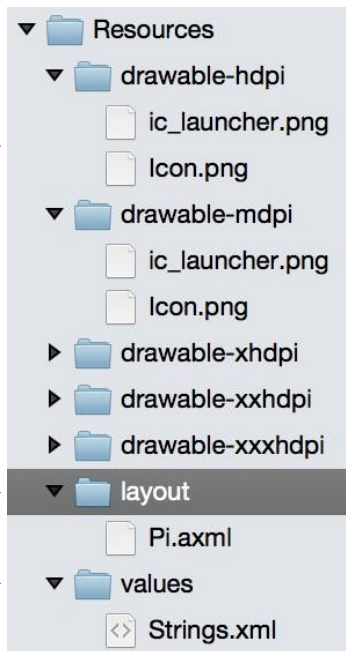 Resources
drawable-hdpi
ic_launcher.png
Icon.png
drawable-mdpi
ic_launcher.png
Icon.png
drawable-xhdpi
drawable-xxhdpi
drawable-xxxhdpi
layout
Pi.axml
values
Strings.xml